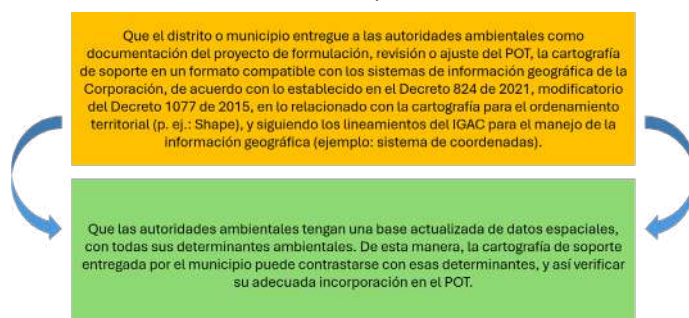 Que el distrito o municipio entregue a las autoridades ambientales como
documentación del proyecto de formulación, revisión o ajuste del POT, la cartografía
de soporte en un formato compatible con los sistemas de información geográfica de la
Corporación, de acuerdo con lo establecido en el Decreto 824 de 2021, modificatorio
del Decreto 1077 de 2015, en lo relacionado con la cartografía para el ordenamiento
territorial (p. ej.: Shape), y siguiendo los lineamientos del IGAC para el manejo de la
información geográfica (ejemplo: sistema de coordenadas).
Que las autoridades ambientales tengan una base actualizada de datos espaciales,
con todas sus determinantes ambientales. De esta manera, la cartografía de soporte
entregada por el municipio puede contrastarse con esas determinantes, y así verificar
su adecuada incorporación en el POT.